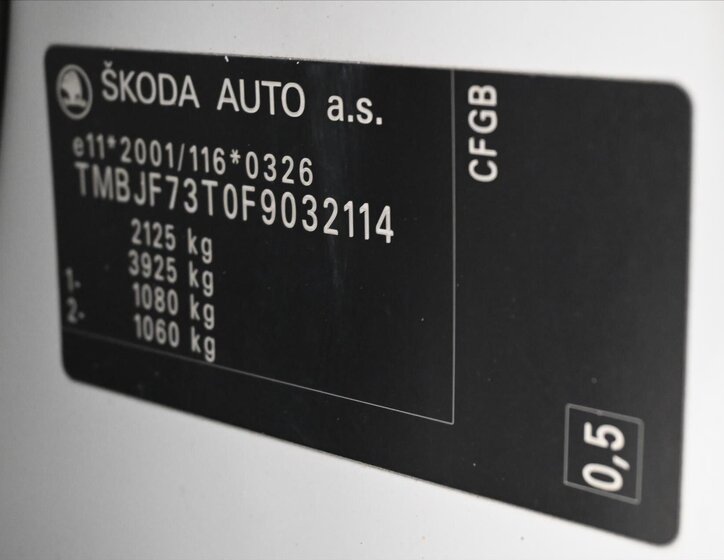 ŠKODA AUTO a.s.
e11*2001/116*0326
TMBJF73T0F9032114
2125 kg
3925 kg
1- 1080 kg
2- 1060 kg
CFGB
0,5